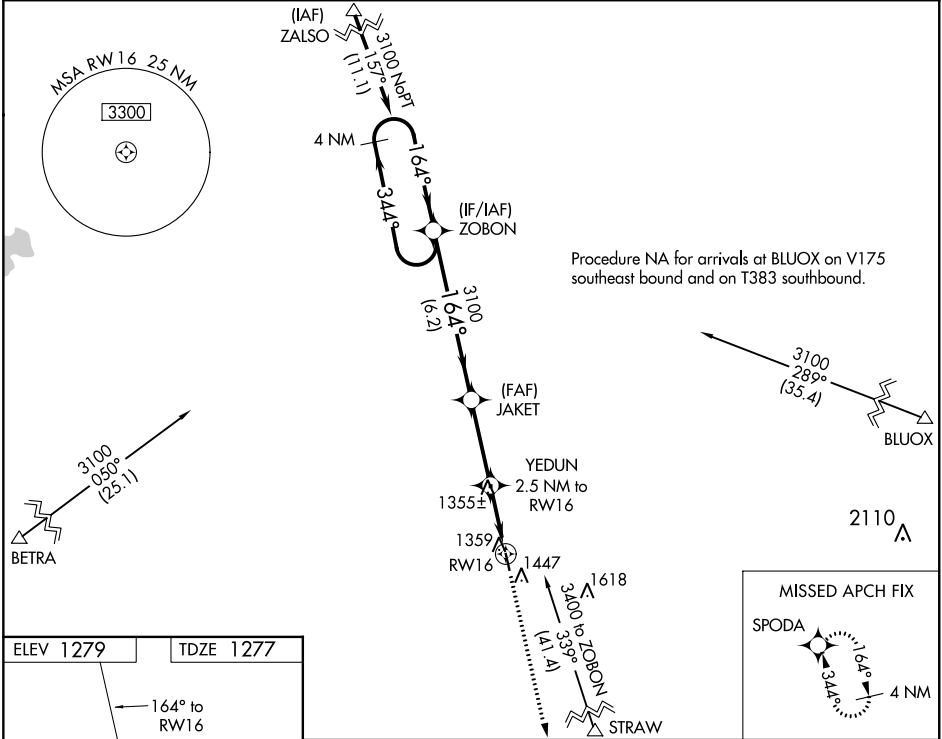 (IAF)
ZALSO
3100 NoPT
157°
(11.1)
MSA RW16 25 NM
3300
4 NM
164°
344°
(IF/IAF)
ZOBON
Procedure NA for arrivals at BLUOX on V175
southeast bound and on T383 southbound.
3100
164°
(6.2)
3100
289°
(35.4)
BLUOX
(FAF)
JAKET
3100
050°
(25.1)
BETRA
YEDUN
2.5 NM to
RW16
1355±
2110
1359
RW16
1447
1618
3400 to ZOBON
339°
(41.4)
STRAW
MISSED APCH FIX
SPODA
164°
344°
4 NM
ELEV 1279
TDZE 1277
164° to
RW16